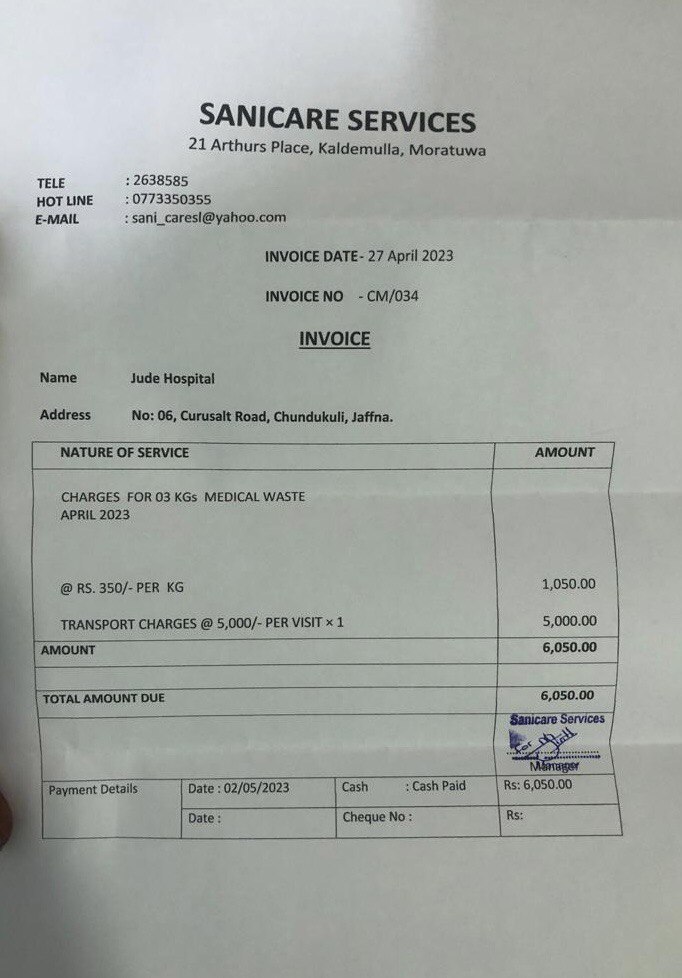 SANICARE SERVICES
21 Arthurs Place, Kaldemulla, Moratuwa
TELE : 2638585
HOT LINE : 0773350355
E-MAIL : sani_caresl@yahoo.com
INVOICE DATE- 27 April 2023
INVOICE NO - CM/034
INVOICE
Name Jude Hospital
Address No: 06, Curusalt Road, Chundukuli, Jaffna.
NATURE OF SERVICE AMOUNT
CHARGES FOR 03 KGs MEDICAL WASTE
APRIL 2023
@ RS. 350/- PER KG 1,050.00
TRANSPORT CHARGES @ 5,000/- PER VISIT × 1 5,000.00
AMOUNT 6,050.00
TOTAL AMOUNT DUE 6,050.00
Sanicare Services
for
Manager
Payment Details Date : 02/05/2023 Cash : Cash Paid Rs: 6,050.00
Date : Cheque No : Rs: